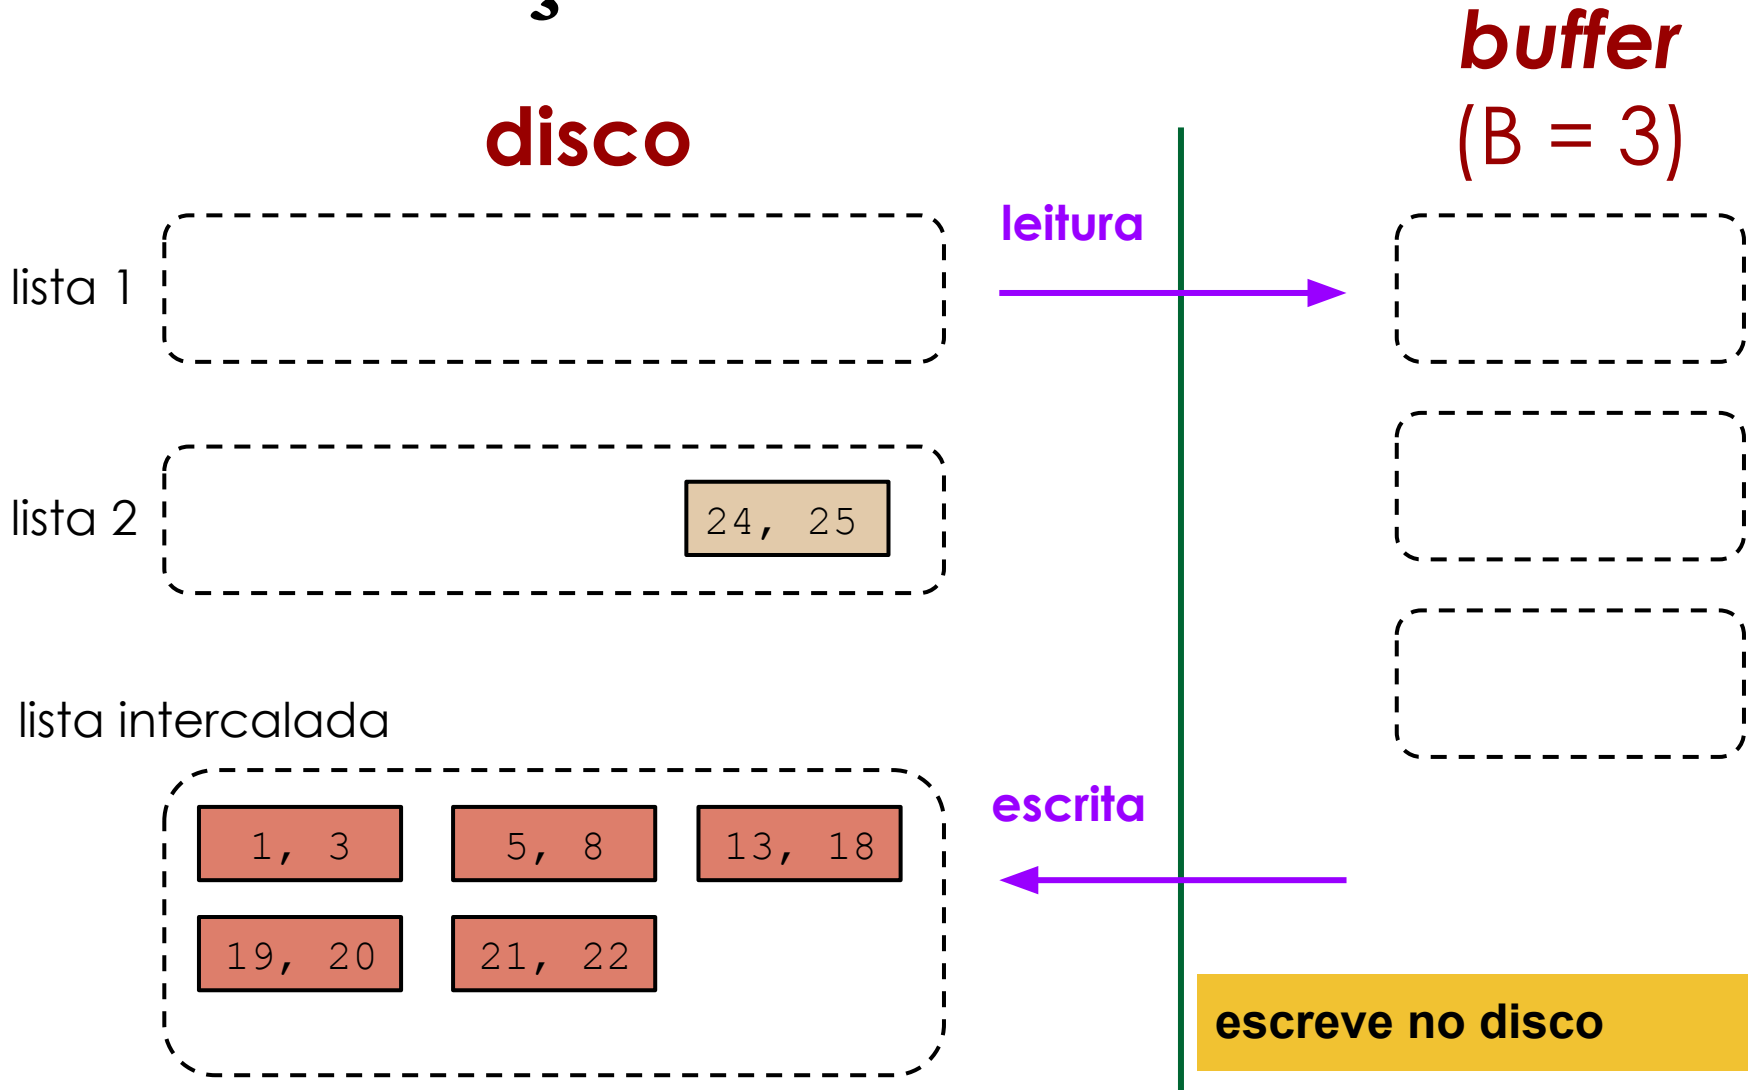 disco
buffer
(B = 3)
leitura
lista 1
lista 2
24, 25
lista intercalada
1, 3
5, 8
13, 18
19, 20
21, 22
escrita
escreve no disco